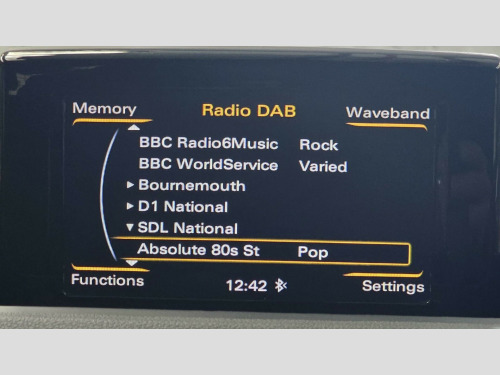 Memory Radio DAB Waveband
BBC Radio6Music Rock
BBC WorldService Varied
Bournemouth
D1 National
SDL National
Absolute 80s St Pop
Functions 12:42 Settings